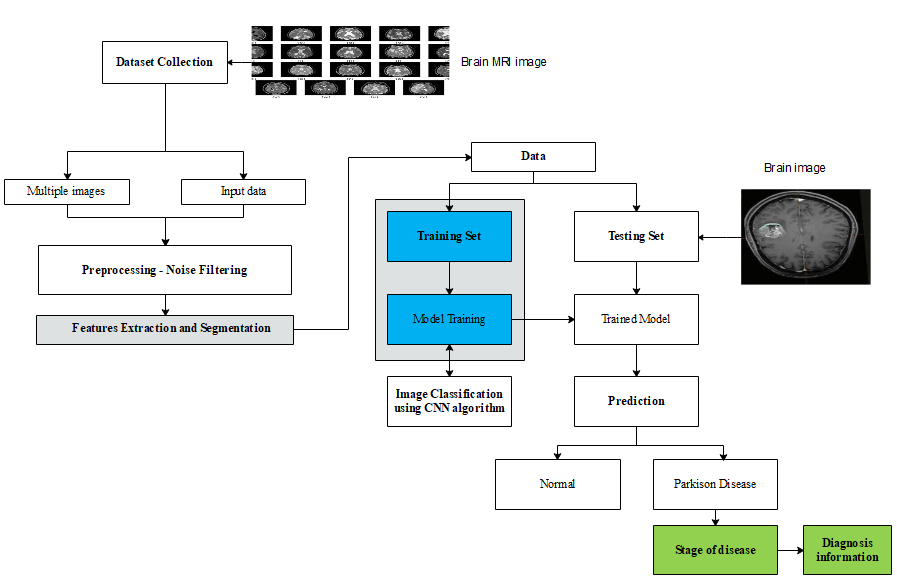 Dataset Collection
Brain MRI image
Data
Brain image
Multiple images
Input data
Training Set
Testing Set
Preprocessing - Noise Filtering
Features Extraction and Segmentation
Model Training
Trained Model
Image Classification
using CNN algorithm
Prediction
Normal
Parkison Disease
Stage of disease
Diagnosis
information